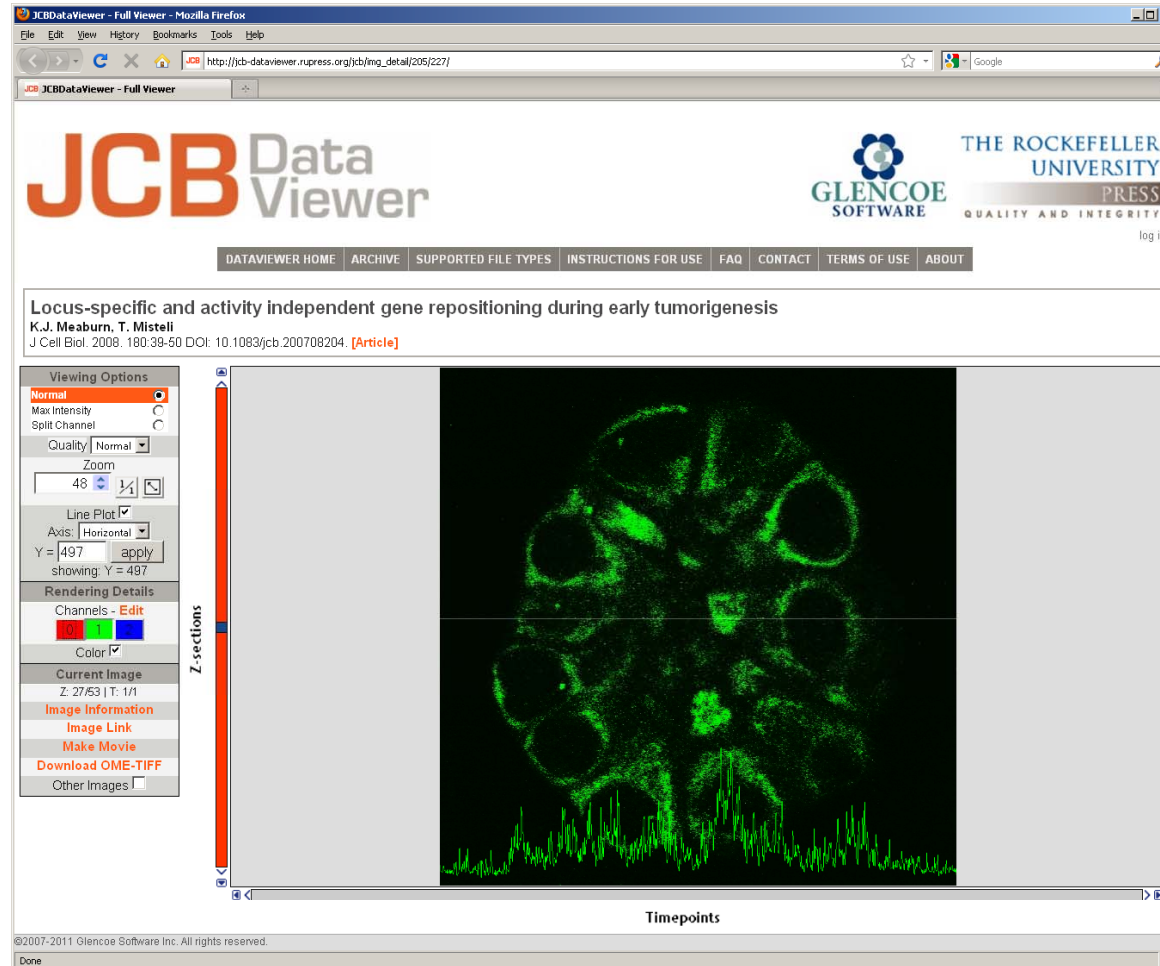 JCBDataViewer - Full Viewer - Mozilla Firefox
File Edit View History Bookmarks Tools Help
JCB http://jcb-dataviewer.rupress.org/jcb/img_detail/205/227/
Google
JCB JCBDataViewer - Full Viewer
JCB Data Viewer
GLENCOE SOFTWARE
THE ROCKEFELLER
UNIVERSITY
PRESS
QUALITY AND INTEGRITY
log i
DATAVIEWER HOME ARCHIVE SUPPORTED FILE TYPES INSTRUCTIONS FOR USE FAQ CONTACT TERMS OF USE ABOUT
Locus-specific and activity independent gene repositioning during early tumorigenesis
K.J. Meaburn, T. Misteli
J Cell Biol. 2008. 180:39-50 DOI: 10.1083/jcb.200708204. [Article]
Viewing Options
Normal
Max Intensity
Split Channel
Quality Normal
Zoom
48 1/1
Line Plot
Axis: Horizontal
Y = 497 apply
showing: Y = 497
Rendering Details
Channels - Edit
0 1 2
Color
Current Image
Z: 27/53 | T: 1/1
Image Information
Image Link
Make Movie
Download OME-TIFF
Other Images
Z-sections
Timepoints
©2007-2011 Glencoe Software Inc. All rights reserved.
Done